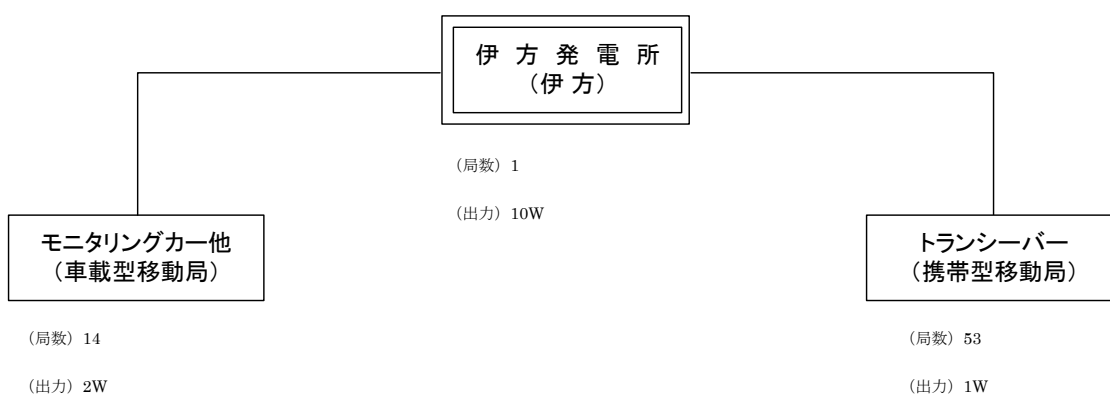 伊 方 発 電 所
（伊 方）
（局数）1
（出力）10W
モニタリングカー他
（車載型移動局）
（局数）14
（出力）2W
トランシーバー
（携帯型移動局）
（局数）53
（出力）1W